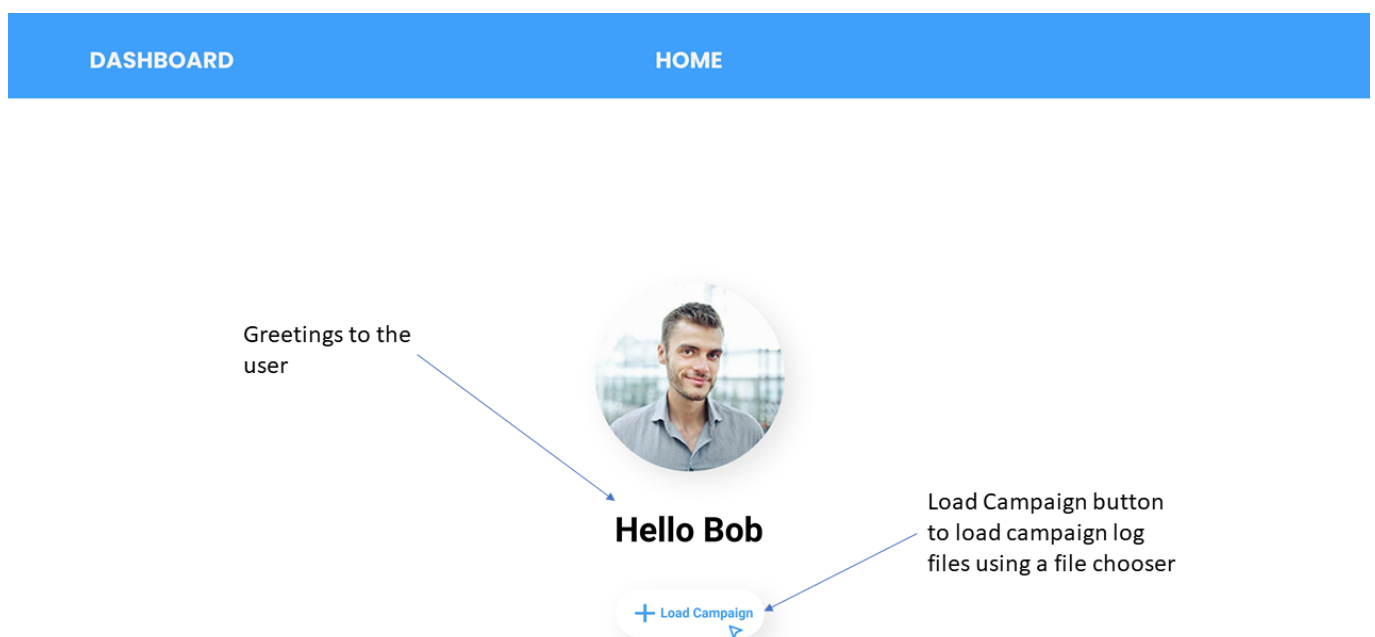 DASHBOARD
HOME
Greetings to the
user
Hello Bob
Load Campaign button
to load campaign log
files using a file chooser
Load Campaign